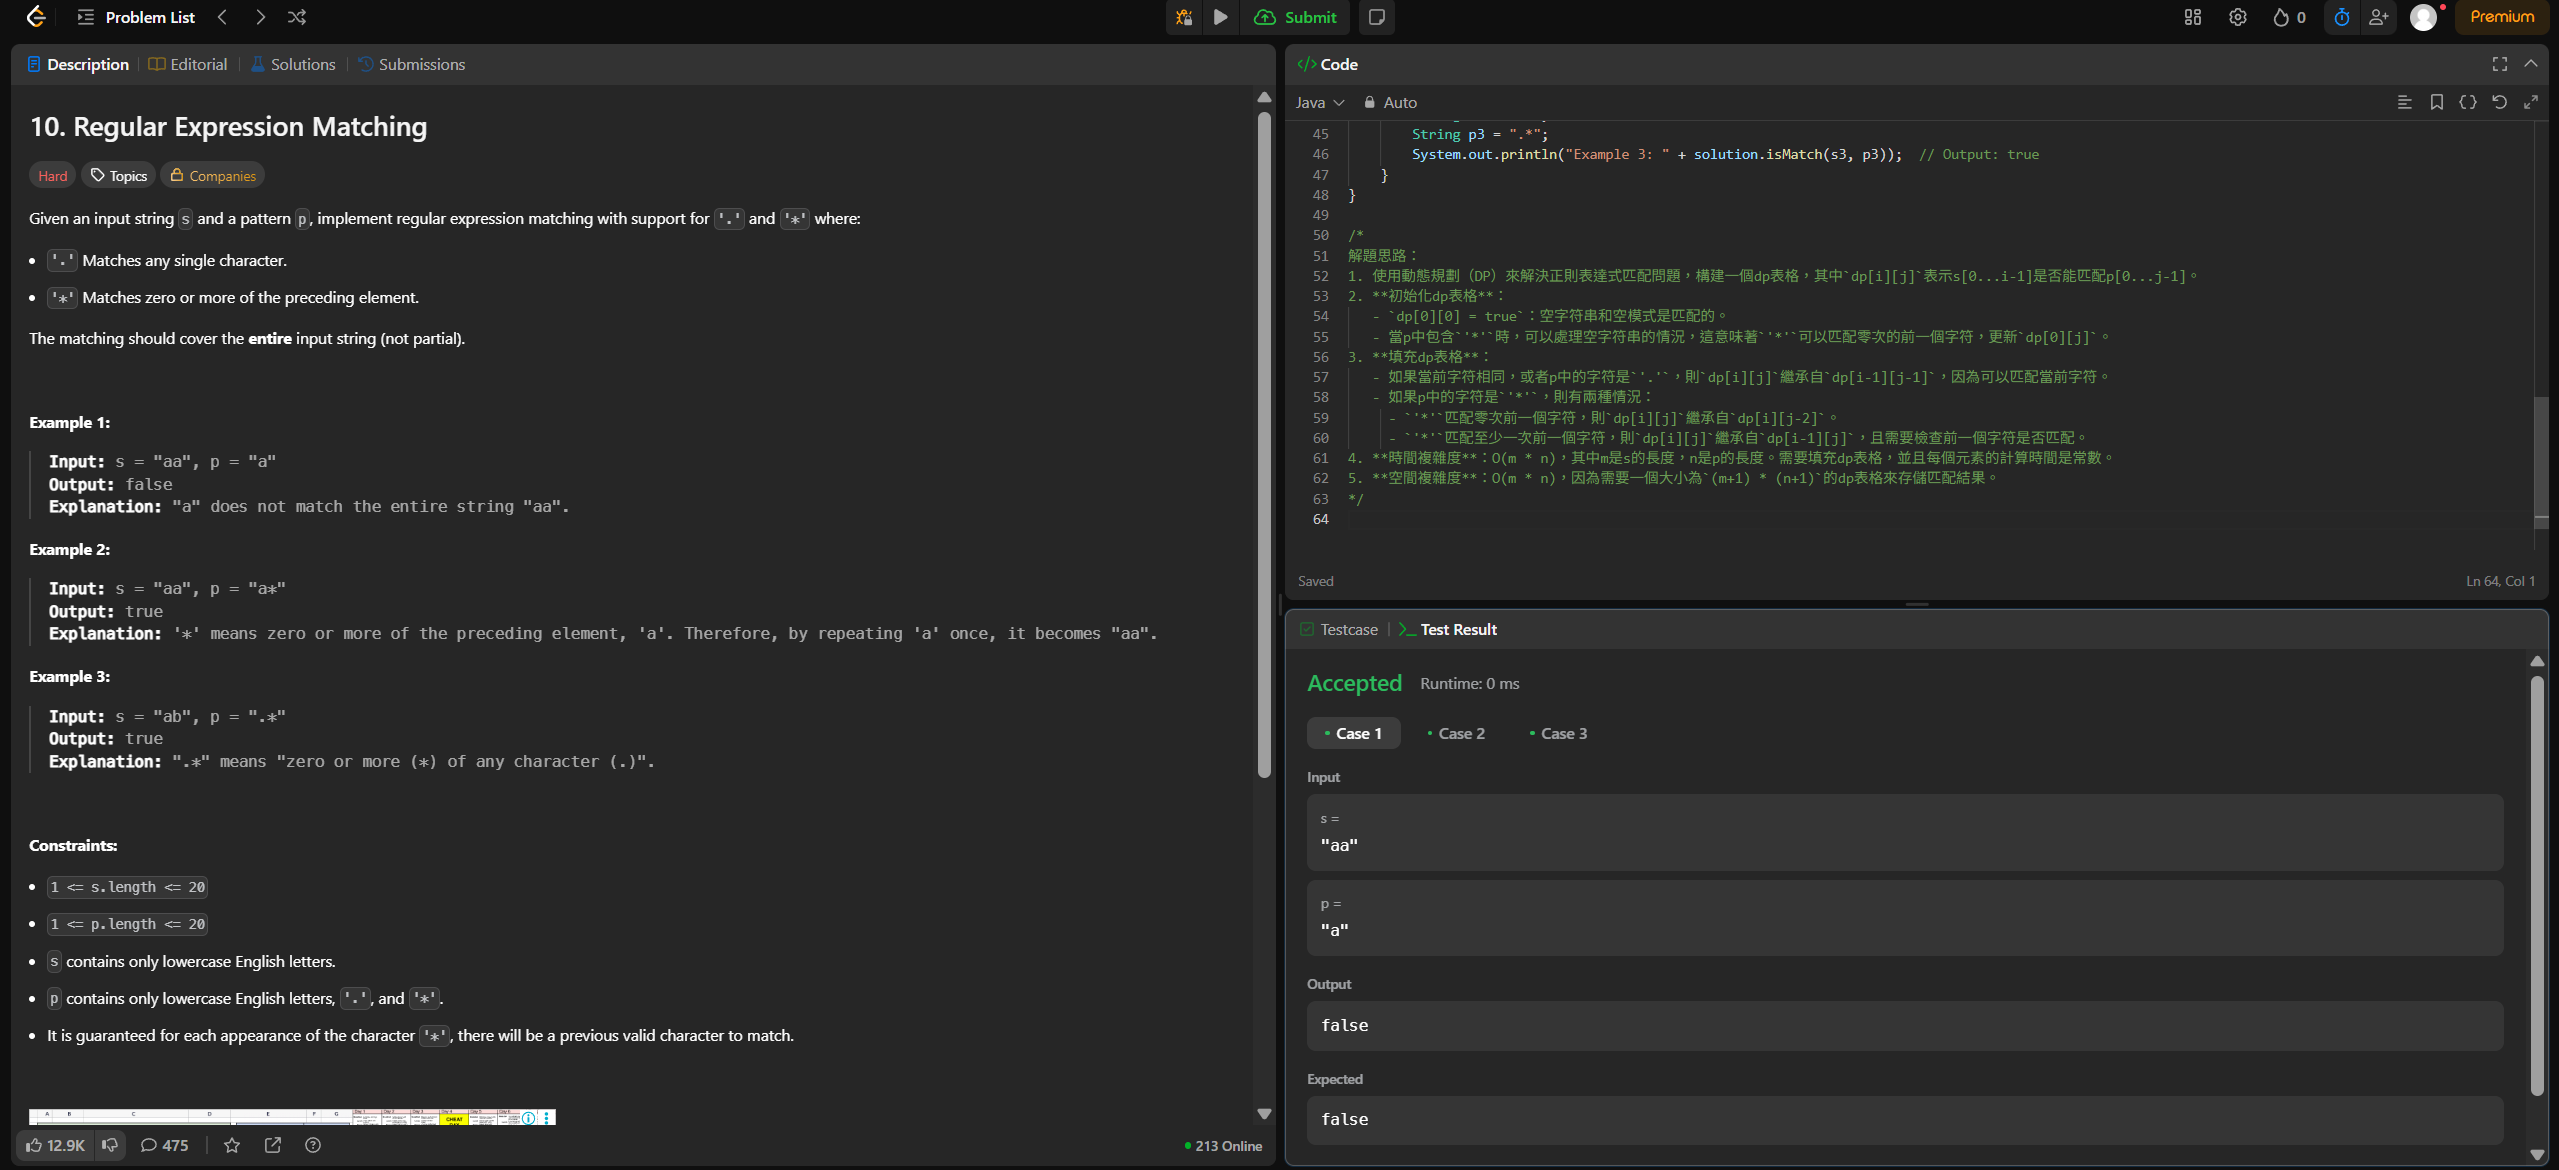 Problem List
Submit
0
Premium
Description
Editorial
Solutions
Submissions
10. Regular Expression Matching
Hard
Topics
Companies
Given an input string s and a pattern p, implement regular expression matching with support for '.' and '*' where:
• '.' Matches any single character.
• '*' Matches zero or more of the preceding element.
The matching should cover the entire input string (not partial).
Example 1:
Input: s = "aa", p = "a"
Output: false
Explanation: "a" does not match the entire string "aa".
Example 2:
Input: s = "aa", p = "a*"
Output: true
Explanation: '*' means zero or more of the preceding element, 'a'. Therefore, by repeating 'a' once, it becomes "aa".
Example 3:
Input: s = "ab", p = ".*"
Output: true
Explanation: ".*" means "zero or more (*) of any character (.)".
Constraints:
• 1 <= s.length <= 20
• 1 <= p.length <= 20
• s contains only lowercase English letters.
• p contains only lowercase English letters, '.', and '*'.
• It is guaranteed for each appearance of the character '*', there will be a previous valid character to match.
12.9K
475
213 Online
</> Code
Java
Auto
45 String p3 = ".*";
46 System.out.println("Example 3: " + solution.isMatch(s3, p3)); // Output: true
47 }
48 }
49
50 /*
51 解題思路：
52 1. 使用動態規劃（DP）來解決正則表達式匹配問題，構建一個dp表格，其中`dp[i][j]`表示s[0...i-1]是否能匹配p[0...j-1]。
53 2. **初始化dp表格**：
54 - `dp[0][0] = true`：空字符串和空模式是匹配的。
55 - 當p中包含`'*'`時，可以處理空字符串的情況，這意味著`'*'`可以匹配零次的前一個字符，更新`dp[0][j]`。
56 3. **填充dp表格**：
57 - 如果當前字符相同，或者p中的字符是`'.'`，則`dp[i][j]`繼承自`dp[i-1][j-1]`，因為可以匹配當前字符。
58 - 如果p中的字符是`'*'`，則有兩種情況：
59 - `'*'`匹配零次前一個字符，則`dp[i][j]`繼承自`dp[i][j-2]`。
60 - `'*'`匹配至少一次前一個字符，則`dp[i][j]`繼承自`dp[i-1][j]`，且需要檢查前一個字符是否匹配。
61 4. **時間複雜度**：O(m * n)，其中m是s的長度，n是p的長度。需要填充dp表格，並且每個元素的計算時間是常數。
62 5. **空間複雜度**：O(m * n)，因為需要一個大小為`(m+1) * (n+1)`的dp表格來存儲匹配結果。
63 */
64
Saved
Ln 64, Col 1
Testcase
Test Result
Accepted
Runtime: 0 ms
• Case 1
• Case 2
• Case 3
Input
s =
"aa"
p =
"a"
Output
false
Expected
false